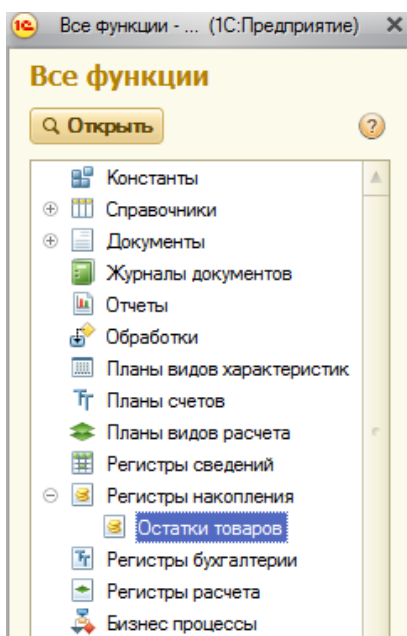 1С Все функции - ... (1С:Предприятие)
Все функции
Открыть ?
Константы
Справочники
Документы
Журналы документов
Отчеты
Обработки
Планы видов характеристик
Планы счетов
Планы видов расчета
Регистры сведений
Регистры накопления
Остатки товаров
Регистры бухгалтерии
Регистры расчета
Бизнес процессы